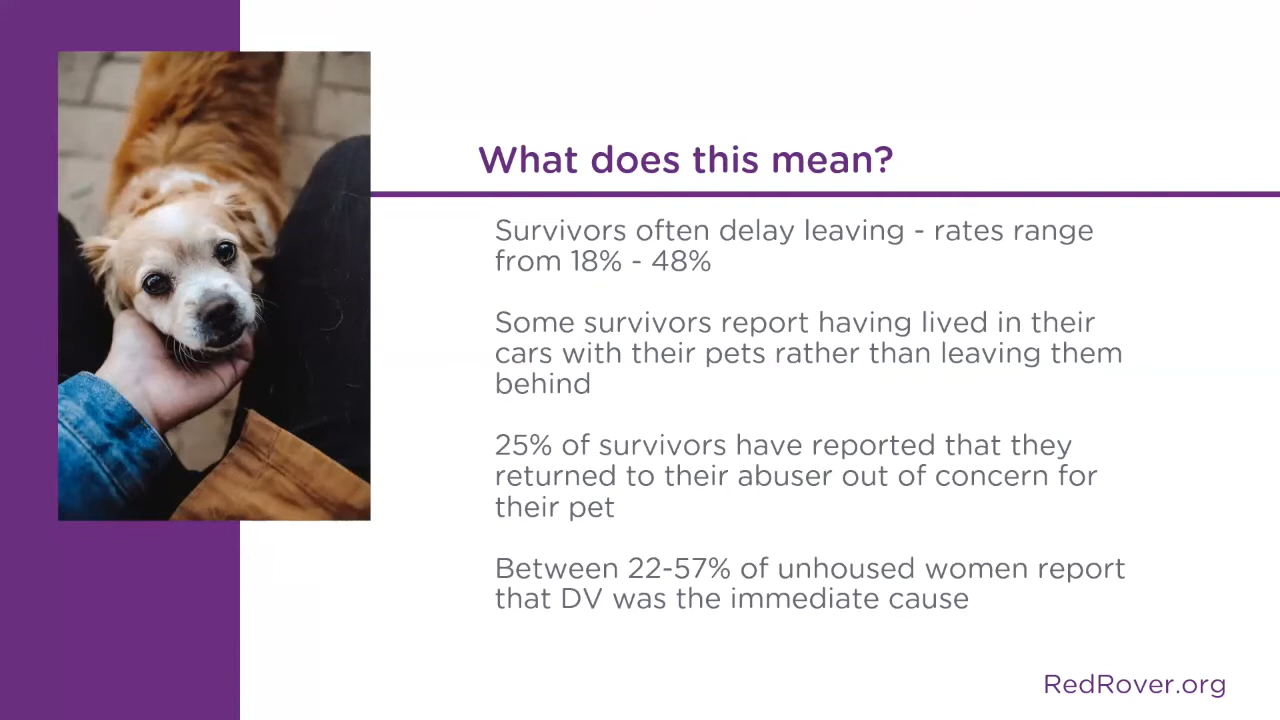 What does this mean?
Survivors often delay leaving - rates range
from 18% - 48%
Some survivors report having lived in their
cars with their pets rather than leaving them
behind
25% of survivors have reported that they
returned to their abuser out of concern for
their pet
Between 22-57% of unhoused women report
that DV was the immediate cause
RedRover.org